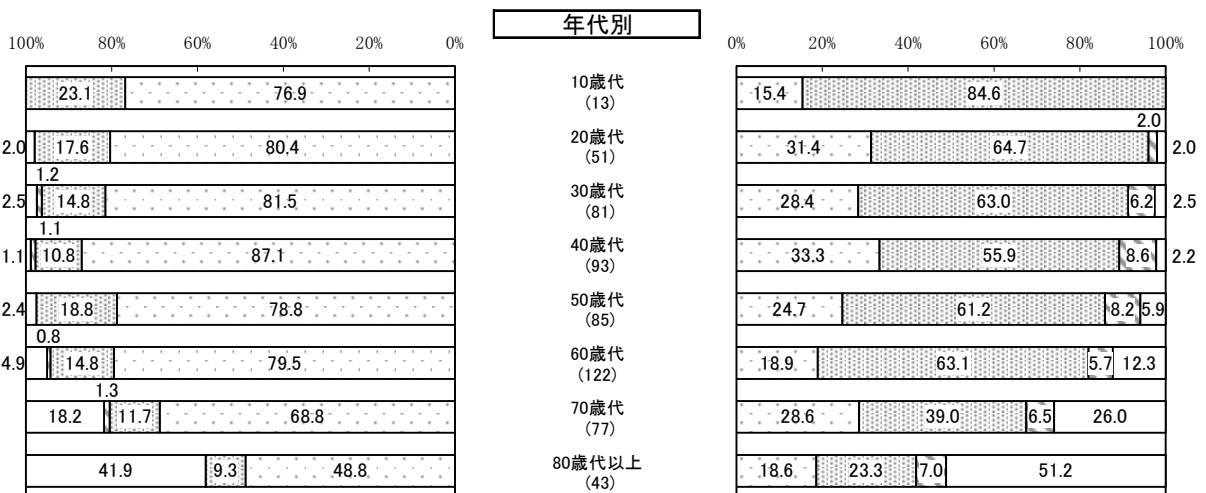 年代別
100% 80% 60% 40% 20% 0% 0% 20% 40% 60% 80% 100%
23.1 76.9 10歳代 15.4 84.6
(13)
2.0
2.0 17.6 80.4 20歳代 31.4 64.7 2.0
(51)
1.2
2.5 14.8 81.5 30歳代 28.4 63.0 6.2 2.5
(81)
1.1
1.1 10.8 87.1 40歳代 33.3 55.9 8.6 2.2
(93)
2.4 18.8 78.8 50歳代 24.7 61.2 8.2 5.9
(85)
0.8
4.9 14.8 79.5 60歳代 18.9 63.1 5.7 12.3
(122)
1.3
18.2 11.7 68.8 70歳代 28.6 39.0 6.5 26.0
(77)
41.9 9.3 48.8 80歳代以上 18.6 23.3 7.0 51.2
(43)